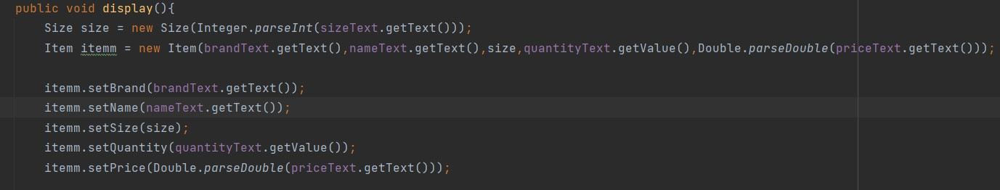 public void display(){
Size size = new Size(Integer.parseInt(sizeText.getText()));
Item itemm = new Item(brandText.getText(),nameText.getText(),size,quantityText.getValue(),Double.parseDouble(priceText.getText()));
itemm.setBrand(brandText.getText());
itemm.setName(nameText.getText());
itemm.setSize(size);
itemm.setQuantity(quantityText.getValue());
itemm.setPrice(Double.parseDouble(priceText.getText()));